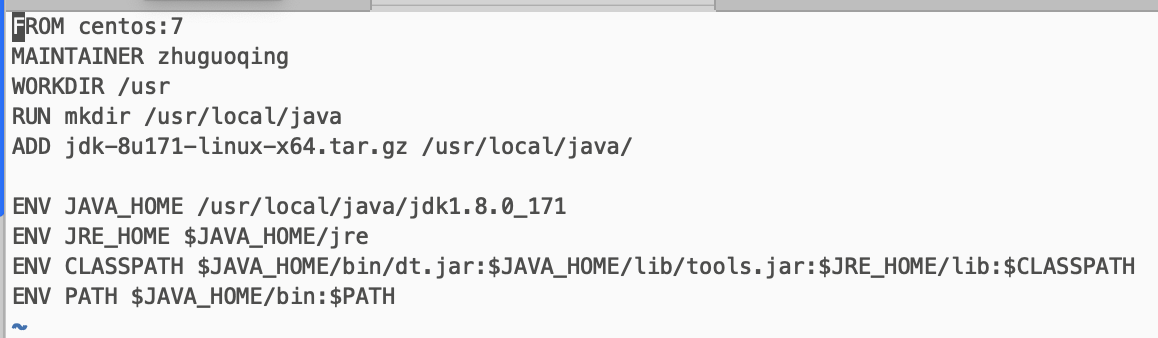 FROM centos:7
MAINTAINER zhuguoqing
WORKDIR /usr
RUN mkdir /usr/local/java
ADD jdk-8u171-linux-x64.tar.gz /usr/local/java/
ENV JAVA_HOME /usr/local/java/jdk1.8.0_171
ENV JRE_HOME $JAVA_HOME/jre
ENV CLASSPATH $JAVA_HOME/bin/dt.jar:$JAVA_HOME/lib/tools.jar:$JRE_HOME/lib:$CLASSPATH
ENV PATH $JAVA_HOME/bin:$PATH
~